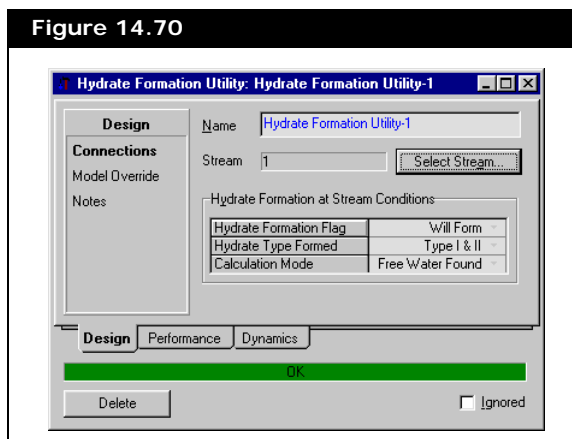 Figure 14.70
Hydrate Formation Utility: Hydrate Formation Utility-1
Design
Connections
Model Override
Notes
Name Hydrate Formation Utility-1
Stream 1 Select Stream...
Hydrate Formation at Stream Conditions
Hydrate Formation Flag Will Form
Hydrate Type Formed Type I & II
Calculation Mode Free Water Found
Design Performance Dynamics
OK
Delete Ignored